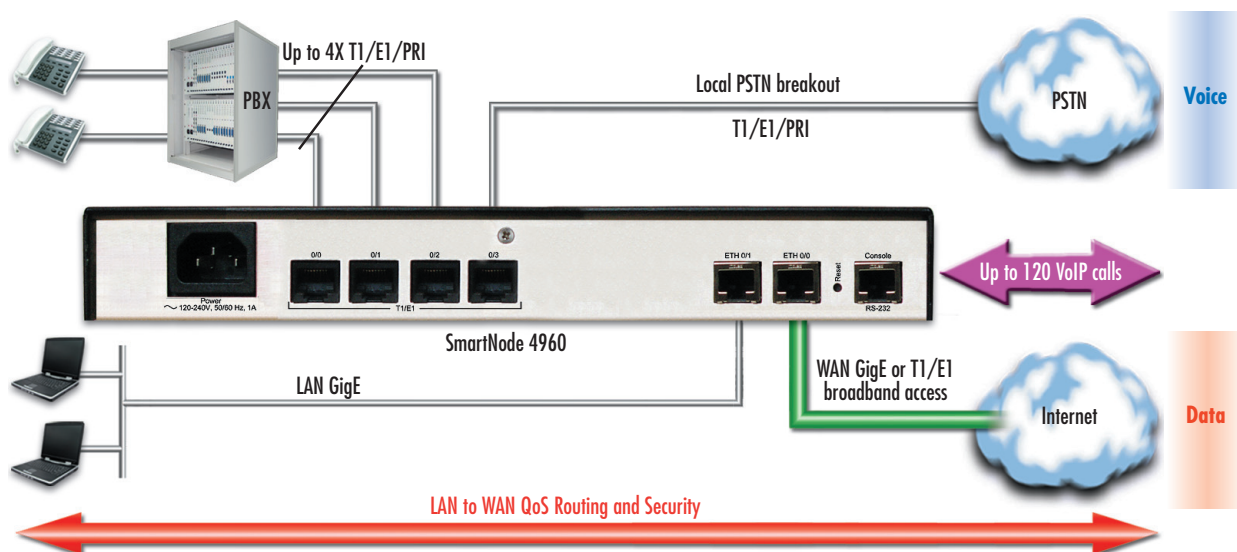 Up to 4X T1/E1/PRI
PBX
Local PSTN breakout
T1/E1/PRI
PSTN
Voice
0/0
0/1
0/2
0/3
ETH 0/1
ETH 0/0
Reset
Console
Power
~ 120-240V, 50/60 Hz, 1A
T1/E1
RS-232
Up to 120 VoIP calls
SmartNode 4960
LAN GigE
WAN GigE or T1/E1
broadband access
Internet
Data
LAN to WAN QoS Routing and Security